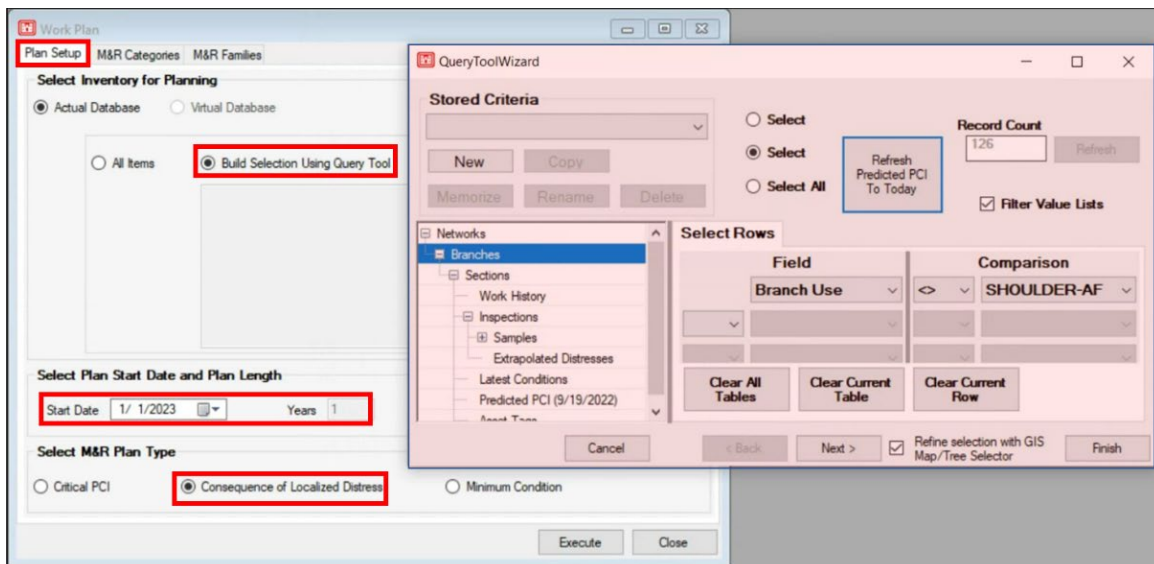 Work Plan
Plan Setup M&R Categories M&R Families
Select Inventory for Planning
Actual Database Virtual Database
All Items Build Selection Using Query Tool
Select Plan Start Date and Plan Length
Start Date 1/ 1/2023 Years 1
Select M&R Plan Type
Critical PCI Consequence of Localized Distress Minimum Condition
Execute Close
QueryToolWizard
Stored Criteria
New Copy
Memorize Rename Delete
Select
Select
Select All
Refresh
Predicted PCI
To Today
Record Count
126 Refresh
Filter Value Lists
Networks
Branches
Sections
Work History
Inspections
Samples
Extrapolated Distresses
Latest Conditions
Predicted PCI (9/19/2022)
Asset Tags
Select Rows
Field Comparison
Branch Use <> SHOULDER-AF
Clear All
Tables
Clear Current
Table
Clear Current
Row
Cancel < Back Next > Refine selection with GIS
Map/Tree Selector Finish